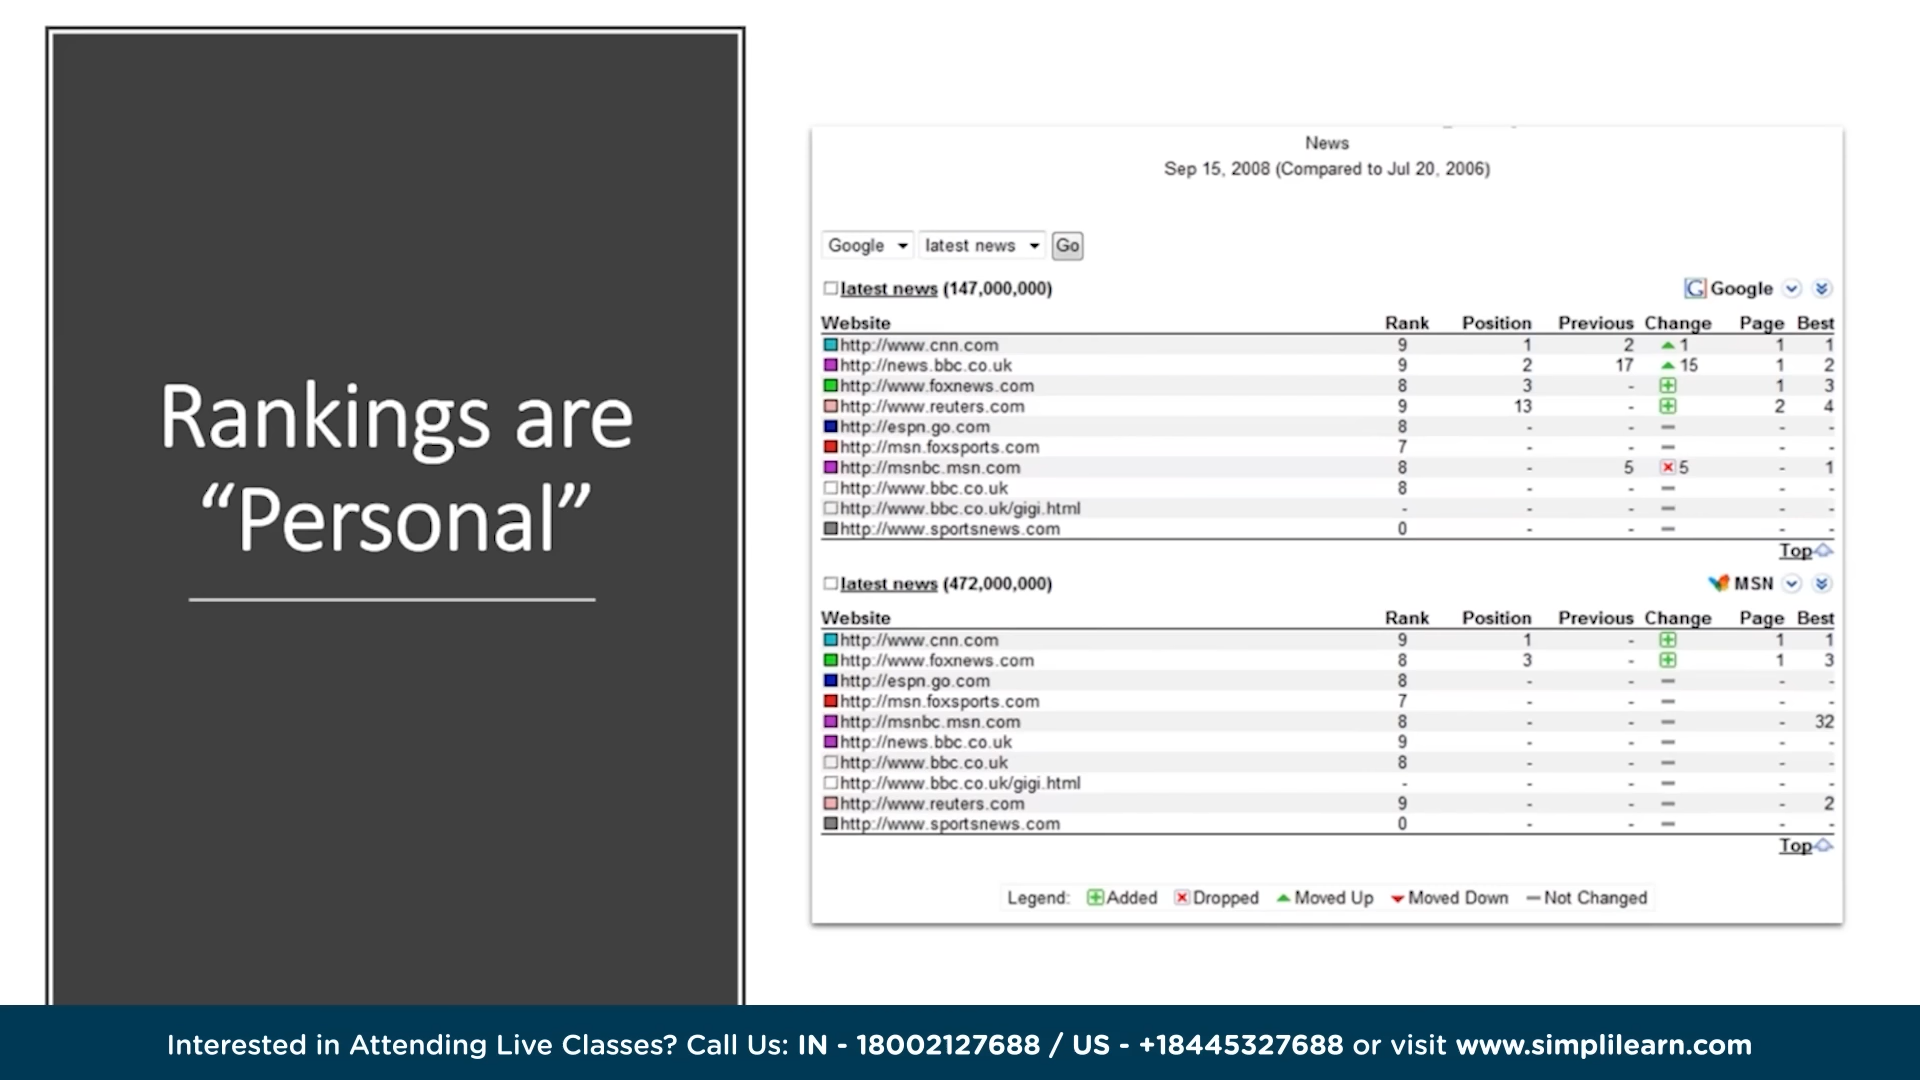 Rankings are
“Personal”
News
Sep 15, 2008 (Compared to Jul 20, 2006)
Google latest news Go
latest news (147,000,000) Google
Website Rank Position Previous Change Page Best
http://www.cnn.com 9 1 2 1 1 1
http://news.bbc.co.uk 9 2 17 15 1 2
http://www.foxnews.com 8 3 - 1 3
http://www.reuters.com 9 13 - 2 4
http://espn.go.com 8 - - - -
http://msn.foxsports.com 7 - - - -
http://msnbc.msn.com 8 - 5 5 - 1
http://www.bbc.co.uk 8 - - - -
http://www.bbc.co.uk/gigi.html - - - - -
http://www.sportsnews.com 0 - - - -
Top
latest news (472,000,000) MSN
Website Rank Position Previous Change Page Best
http://www.cnn.com 9 1 - 1 1
http://www.foxnews.com 8 3 - 1 3
http://espn.go.com 8 - - - -
http://msn.foxsports.com 7 - - - -
http://msnbc.msn.com 8 - - - 32
http://news.bbc.co.uk 9 - - - -
http://www.bbc.co.uk 8 - - - -
http://www.bbc.co.uk/gigi.html - - - - -
http://www.reuters.com 9 - - - 2
http://www.sportsnews.com 0 - - - -
Top
Legend: Added Dropped Moved Up Moved Down Not Changed
Interested in Attending Live Classes? Call Us: IN - 18002127688 / US - +18445327688 or visit www.simplilearn.com